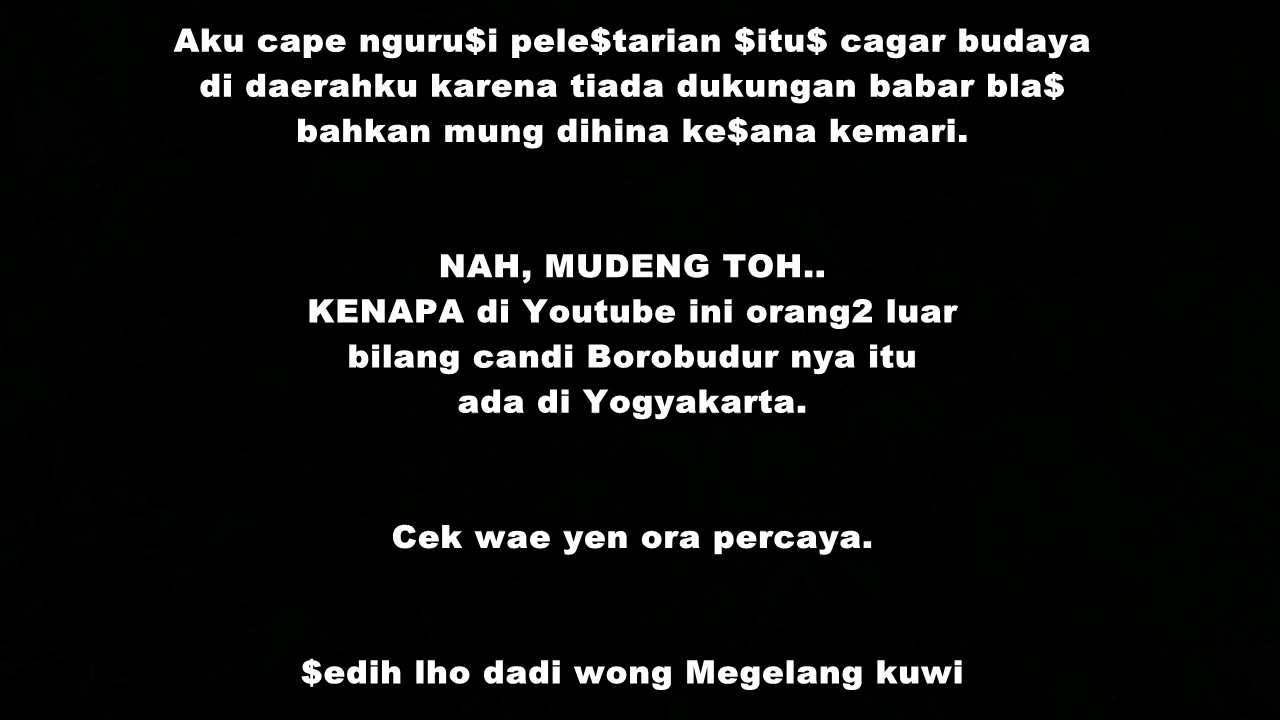 Aku cape nguru$i pele$tarian $itu$ cagar budaya
di daerahku karena tiada dukungan babar bla$
bahkan mung dihina ke$ana kemari.
NAH, MUDENG TOH..
KENAPA di Youtube ini orang2 luar
bilang candi Borobudur nya itu
ada di Yogyakarta.
Cek wae yen ora percaya.
$edih lho dadi wong Megelang kuwi